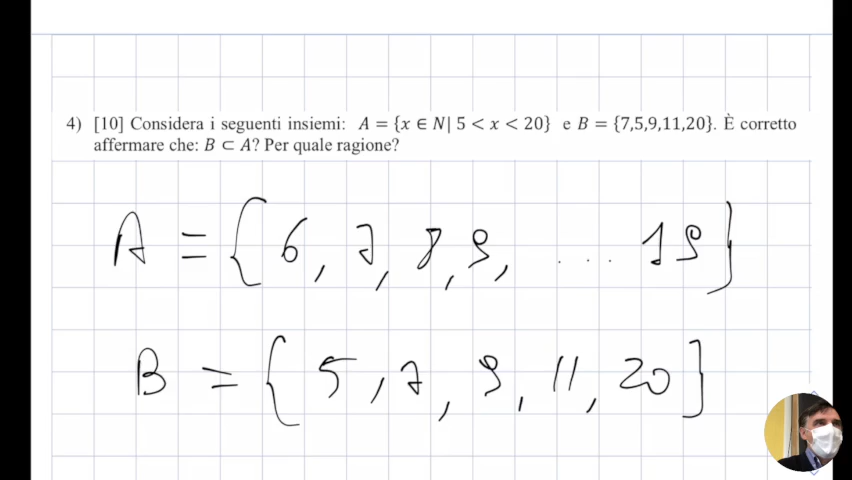 4) [10] Considera i seguenti insiemi: A = {x ∈ N| 5 < x < 20} e B = {7,5,9,11,20}. È corretto
affermare che: B ⊂ A? Per quale ragione?
A = {6, 7, 8, 9, ... 19}
B = {5, 7, 9, 11, 20}